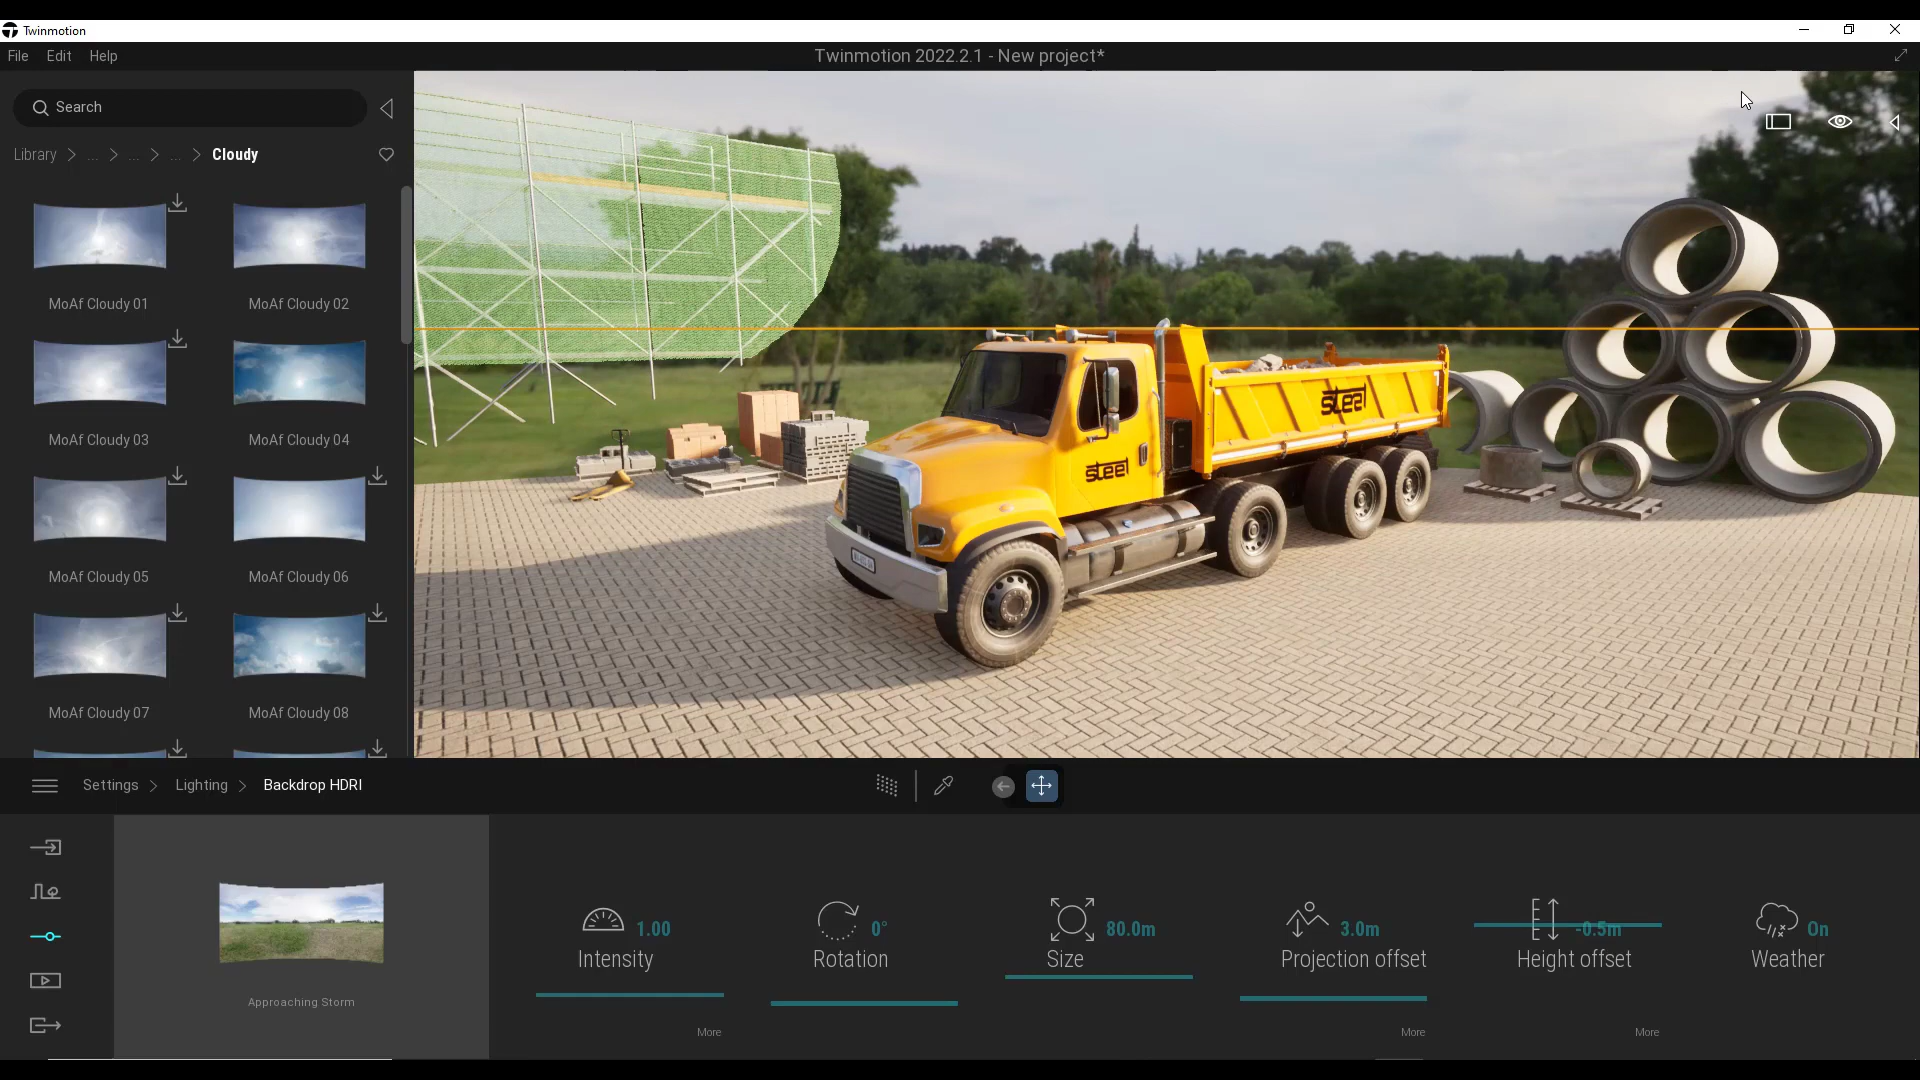 Twinmotion
File Edit Help
Twinmotion 2022.2.1 - New project*
Search
Library > ... > ... > ... > Cloudy
MoAf Cloudy 01
MoAf Cloudy 02
MoAf Cloudy 03
MoAf Cloudy 04
MoAf Cloudy 05
MoAf Cloudy 06
MoAf Cloudy 07
MoAf Cloudy 08
steel
steel
Settings > Lighting > Backdrop HDRI
Approaching Storm
1.00
Intensity
More
0°
Rotation
80.0m
Size
3.0m
Projection offset
More
-0.5m
Height offset
More
On
Weather